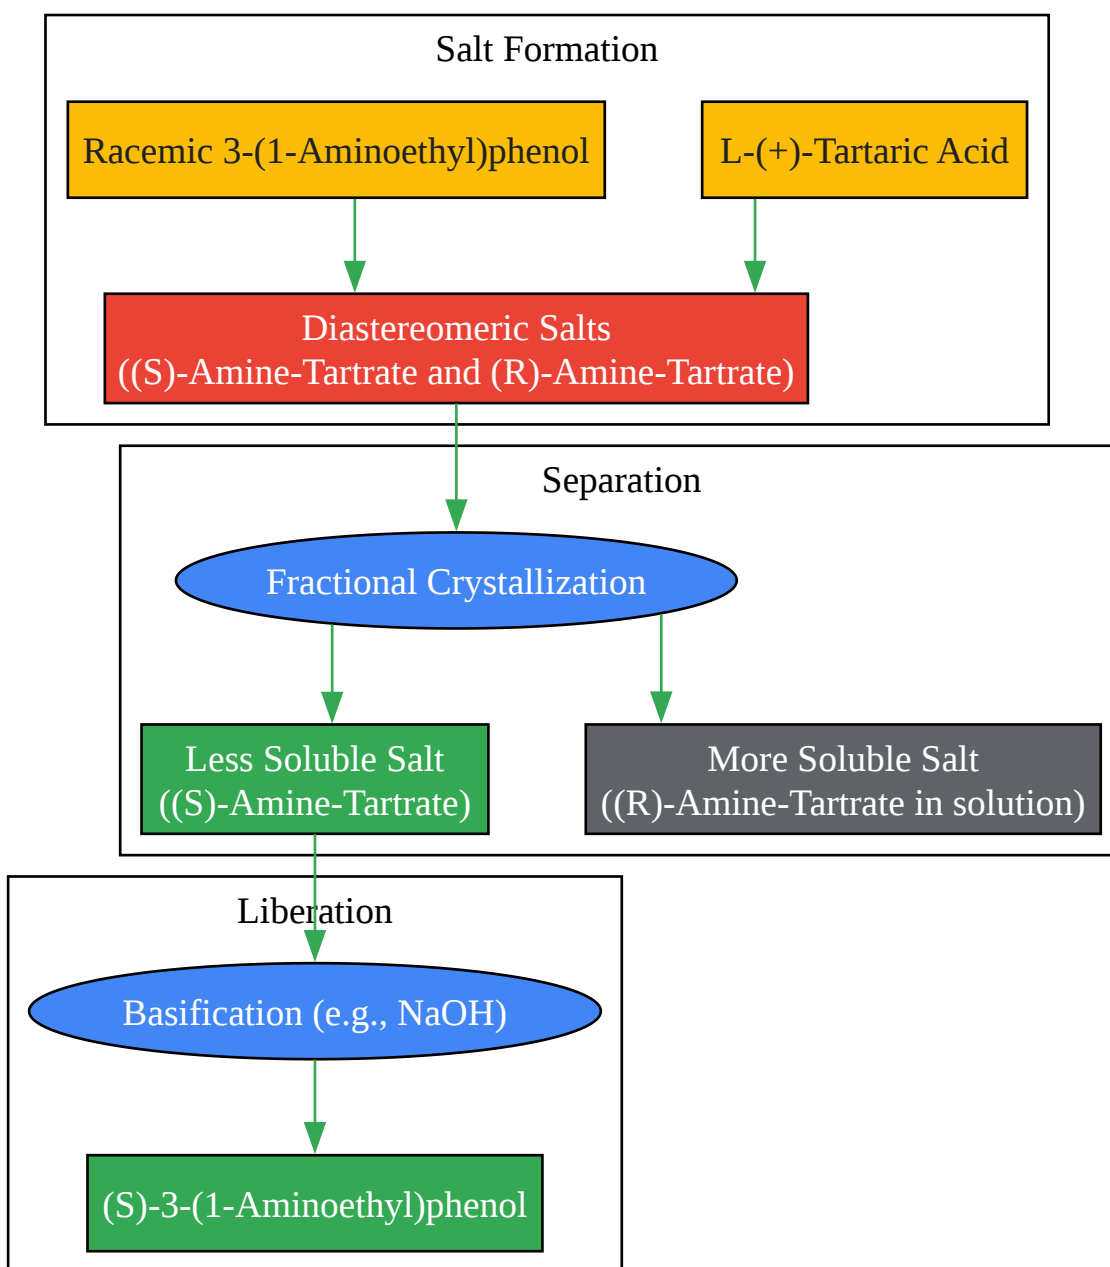 Salt Formation
Racemic 3-(1-Aminoethyl)phenol
L-(+)-Tartaric Acid
Diastereomeric Salts
((S)-Amine-Tartrate and (R)-Amine-Tartrate)
Separation
Fractional Crystallization
Less Soluble Salt
((S)-Amine-Tartrate)
More Soluble Salt
((R)-Amine-Tartrate in solution)
Liberation
Basification (e.g., NaOH)
(S)-3-(1-Aminoethyl)phenol